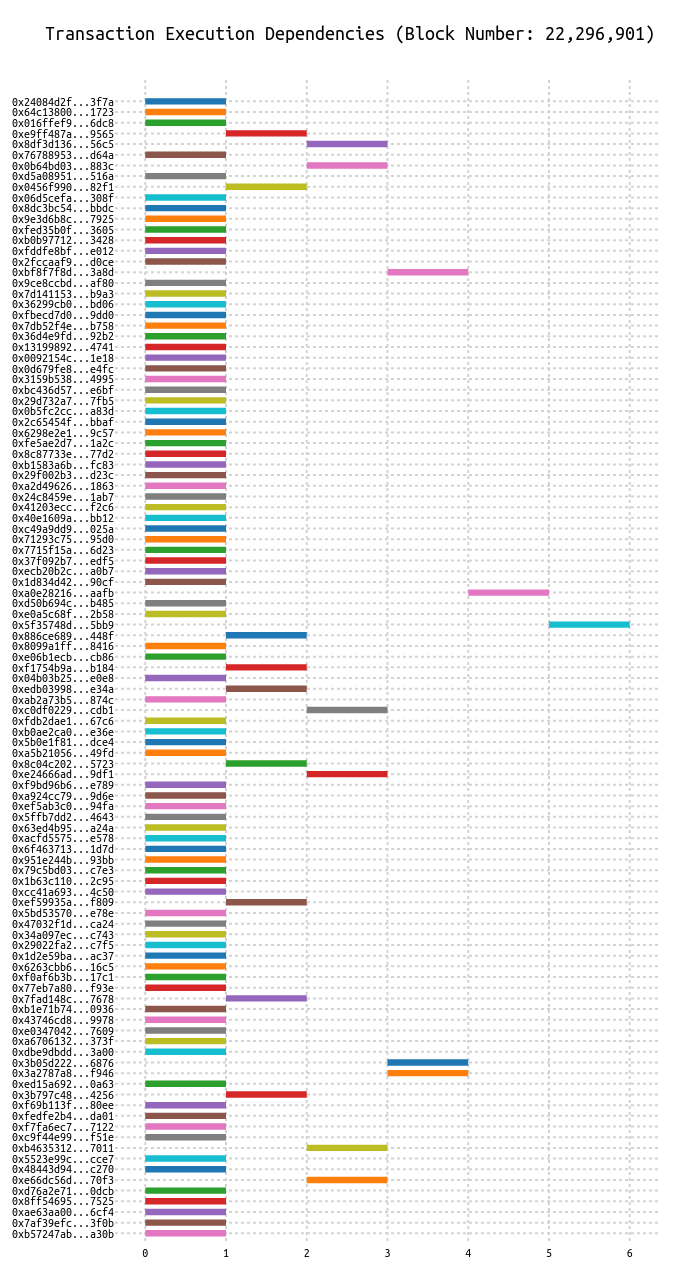 Transaction Execution Dependencies (Block Number: 22,296,901)
0x24084d2f...3f7a
0x64c13800...1723
0x016ffef9...6dc8
0xe9ff487a...9565
0x8df3d136...56c5
0x76788953...d64a
0x0b64bd03...883c
0xd5a08951...516a
0x0456f990...82f1
0x06d5cefa...308f
0x8dc3bc54...bbdc
0x9e3d6b8c...7925
0xfed35b0f...3605
0xb0b97712...3428
0xfddfe8bf...e012
0x2fccaaf9...d0ce
0xbf8f7f8d...3a8d
0x9ce8ccbd...af80
0x7d141153...b9a3
0x36299cb0...bd06
0xfbecd7d0...9dd0
0x7db52f4e...b758
0x36d4e9fd...92b2
0x13199892...4741
0x0092154c...1e18
0x0d679fe8...e4fc
0x3159b538...4995
0xbc436d57...e6bf
0x29d732a7...7fb5
0x0b5fc2cc...a83d
0x2c65454f...bbaf
0x6298e2e1...9c57
0xfe5ae2d7...1a2c
0x8c87733e...77d2
0xb1583a6b...fc83
0x29f002b3...d23c
0xa2d49626...1863
0x24c8459e...1ab7
0x41203ecc...f2c6
0x40e1609a...bb12
0xc49a9dd9...025a
0x71293c75...95d0
0x7715f15a...6d23
0x37f092b7...edf5
0xecb20b2c...a0b7
0x1d834d42...90cf
0xa0e28216...aafb
0xd50b694c...b485
0xe0a5c68f...2b58
0x5f35748d...5bb9
0x886ce689...448f
0x8099a1ff...8416
0xe06b1ecb...cb86
0xf1754b9a...b184
0x04b03b25...e0e8
0xedb03998...e34a
0xab2a73b5...874c
0xc0df0229...cdb1
0xfdb2dae1...67c6
0xb0ae2ca0...e36e
0x5b0e1f81...dce4
0xa5b21056...49fd
0x8c04c202...5723
0xe24666ad...9df1
0xf9bd96b6...e789
0xa924cc79...9d6e
0xef5ab3c0...94fa
0x5ffb7dd2...4643
0x63ed4b95...a24a
0xacfd5575...e578
0x6f463713...1d7d
0x951e244b...93bb
0x79c5bd03...c7e3
0x1b63c110...2c95
0xcc41a693...4c50
0xef59935a...f809
0x5bd53570...e78e
0x47032f1d...ca24
0x34a097ec...c743
0x29022fa2...c7f5
0x1d2e59ba...ac37
0x6263cbb6...16c5
0xf0af6b3b...17c1
0x77eb7a80...f93e
0x7fad148c...7678
0xb1e71b74...0936
0x43746cd8...9978
0xe0347042...7609
0xa6706132...373f
0xdbe9dbdd...3a00
0x3b05d222...6876
0x3a2787a8...f946
0xed15a692...0a63
0x3b797c48...4256
0xf69b113f...80ee
0xfedfe2b4...da01
0xf7fa6ec7...7122
0xc9f44e99...f51e
0xb4635312...7011
0x5523e99c...cce7
0x48443d94...c270
0xe66dc56d...70f3
0xd76a2e71...0dcb
0x8ff54695...7525
0xae63aa00...6cf4
0x7af39efc...3f0b
0xb57247ab...a30b
0 1 2 3 4 5 6